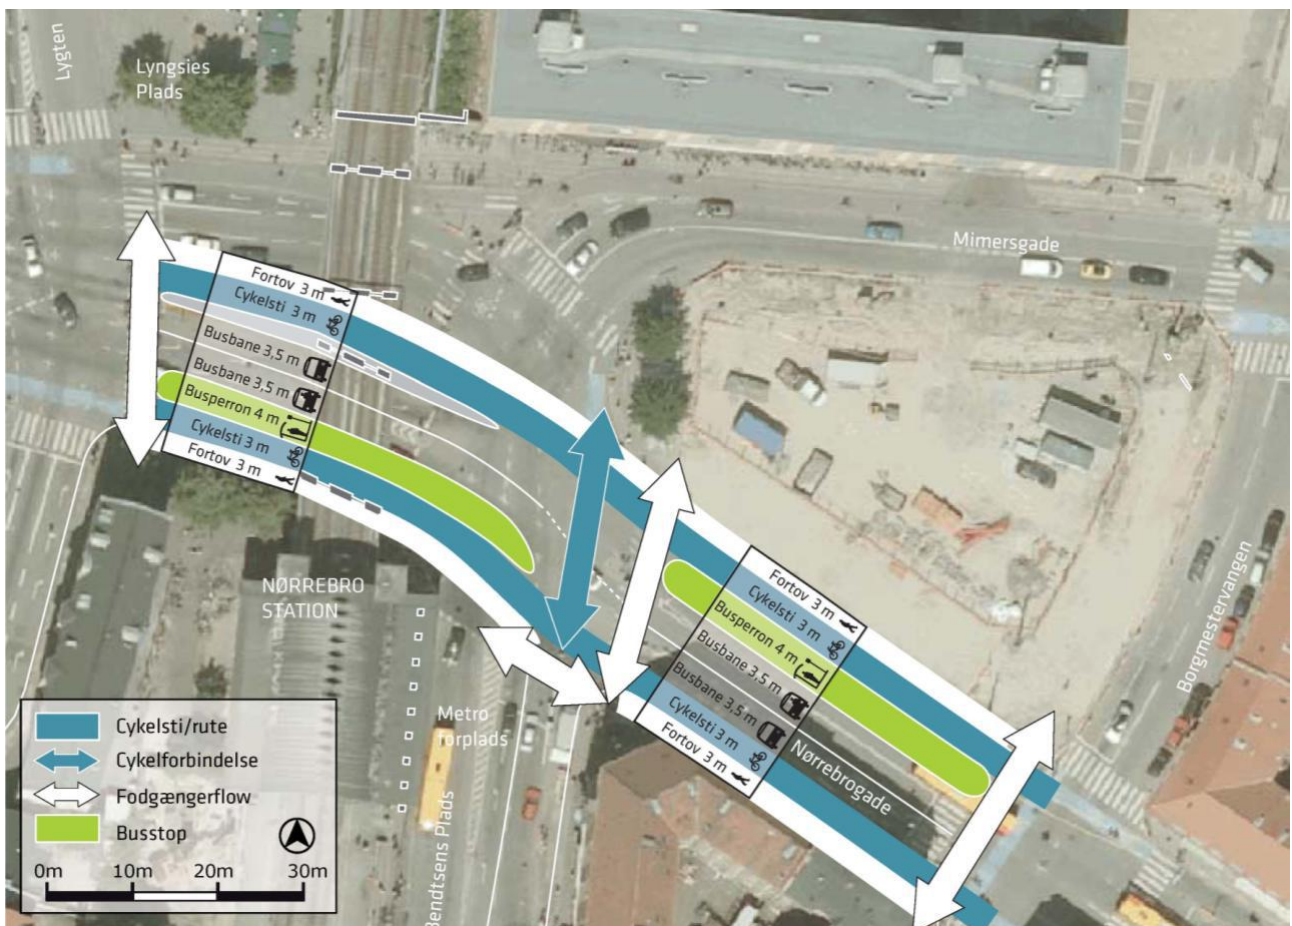 Lygten
Lyngsies
Plads
Mimersgade
Fortov 3 m
Cykelsti 3 m
Busbane 3,5 m
Busbane 3,5 m
Busperron 4 m
Cykelsti 3 m
Fortov 3 m
NØRREBRO
STATION
Fortov 3 m
Cykelsti 3 m
Busperron 4 m
Busbane 3,5 m
Busbane 3,5 m
Cykelsti 3 m
Fortov 3 m
Borgmestervangen
Nørrebrogade
Metro
forplads
Bendtsens Plads
Cykelsti/rute
Cykelforbindelse
Fodgængerflow
Busstop
0m 10m 20m 30m